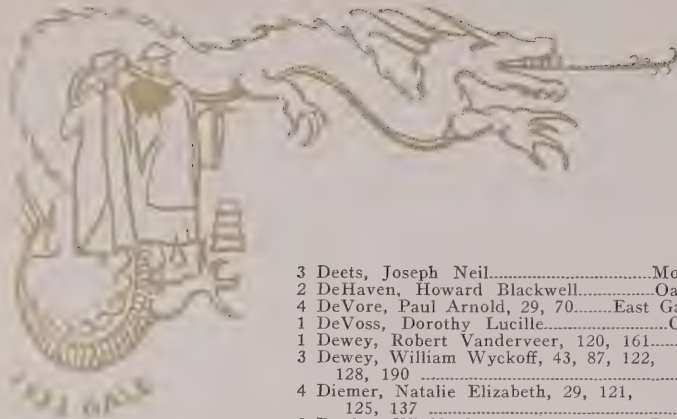 3 Deets, Joseph Neil..............................Mo
2 DeHaven, Howard Blackwell..............Oa
4 DeVore, Paul Arnold, 29, 70.......East Ga
1 DeVoss, Dorothy Lucille......................
1 Dewey, Robert Vanderveer, 120, 161......
3 Dewey, William Wyckoff, 43, 87, 122,
128, 190 ..........................................
4 Diemer, Natalie Elizabeth, 29, 121,
125, 137 ..........................................
GALE